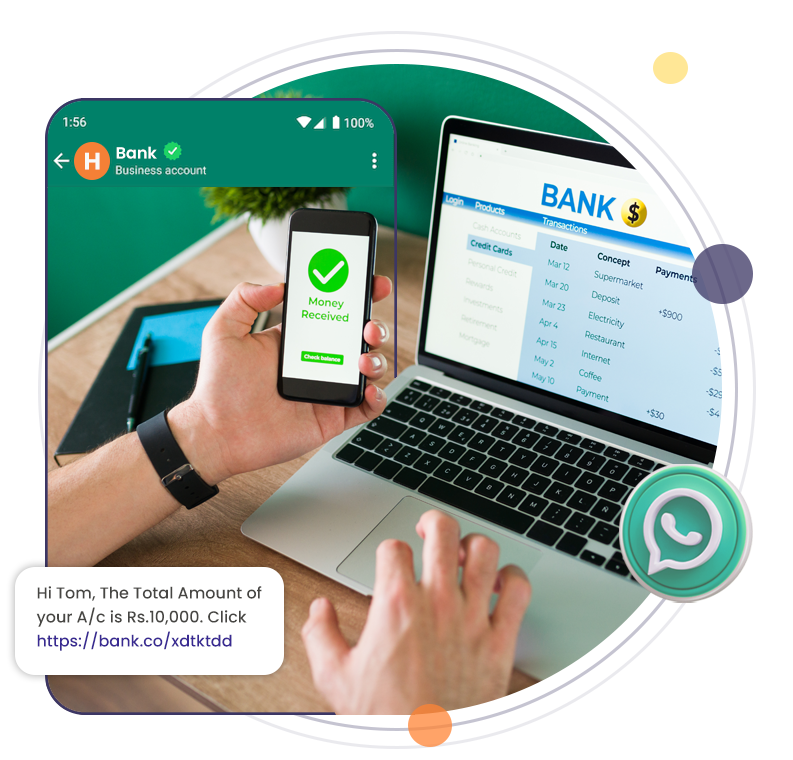 1:56
100%
H
Bank
Business account
Money
Received
Check balance
BANK $
Login Products Transactions
Cash Accounts
Credit Cards
Personal Credit
Rewards
Investments
Retirement
Mortgage
Date Concept Payments
Mar 12 Supermarket
Mar 20 Deposit +$900
Mar 23 Electricity
Apr 4 Restaurant
Apr 15 Internet
May 2 Coffee
May 10 Payment +$30
Hi Tom, The Total Amount of
your A/c is Rs.10,000. Click
https://bank.co/xdtktdd